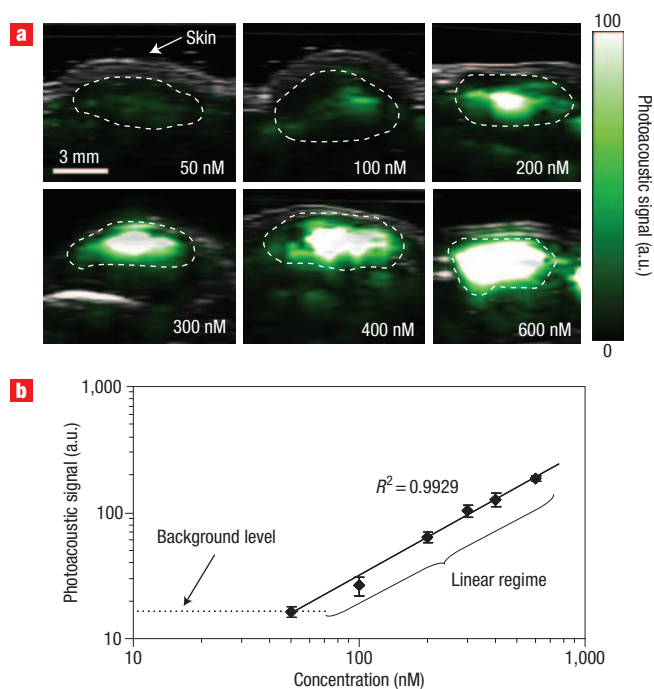 a
Skin
3 mm
50 nM
100 nM
200 nM
300 nM
400 nM
600 nM
100
Photoacoustic signal (a.u.)
0
b
1,000
100
10
Photoacoustic signal (a.u.)
R² = 0.9929
Background level
Linear regime
10
100
1,000
Concentration (nM)